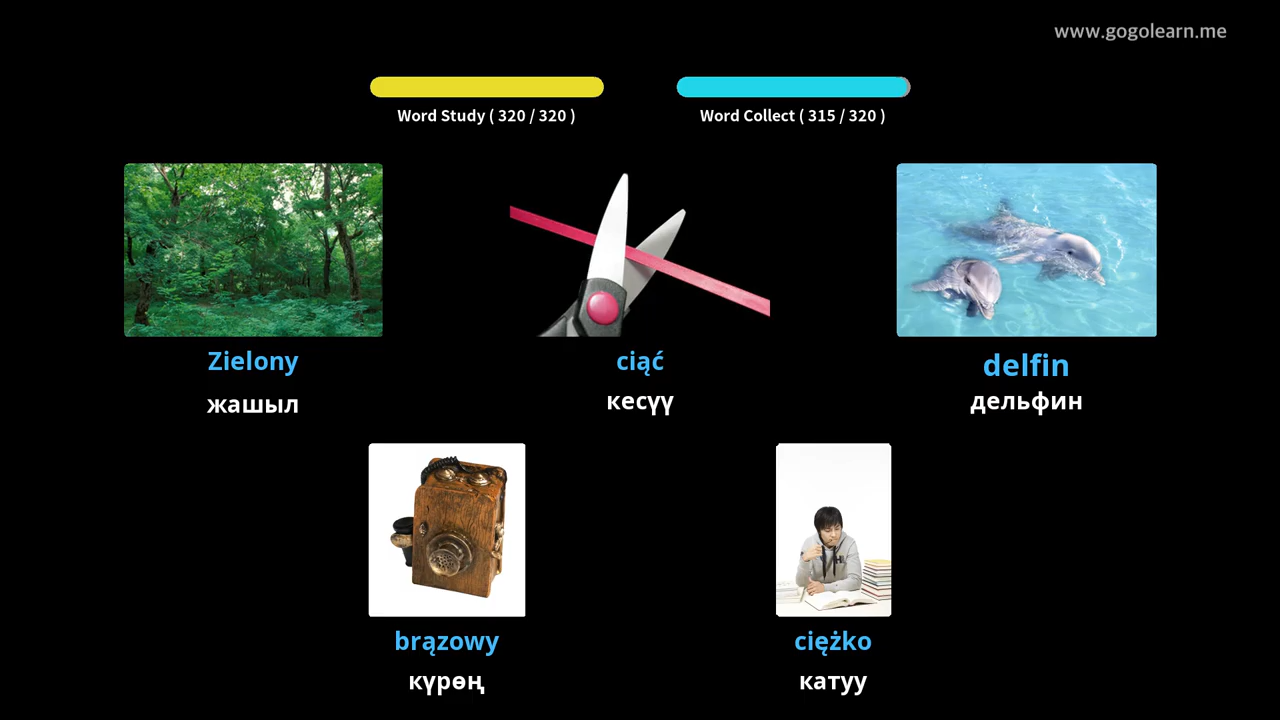 www.gogolearn.me
Word Study ( 320 / 320 )
Word Collect ( 315 / 320 )
Zielony
ciąć
delfin
жашыл
кесүү
дельфин
brązowy
ciężko
күрөң
катуу